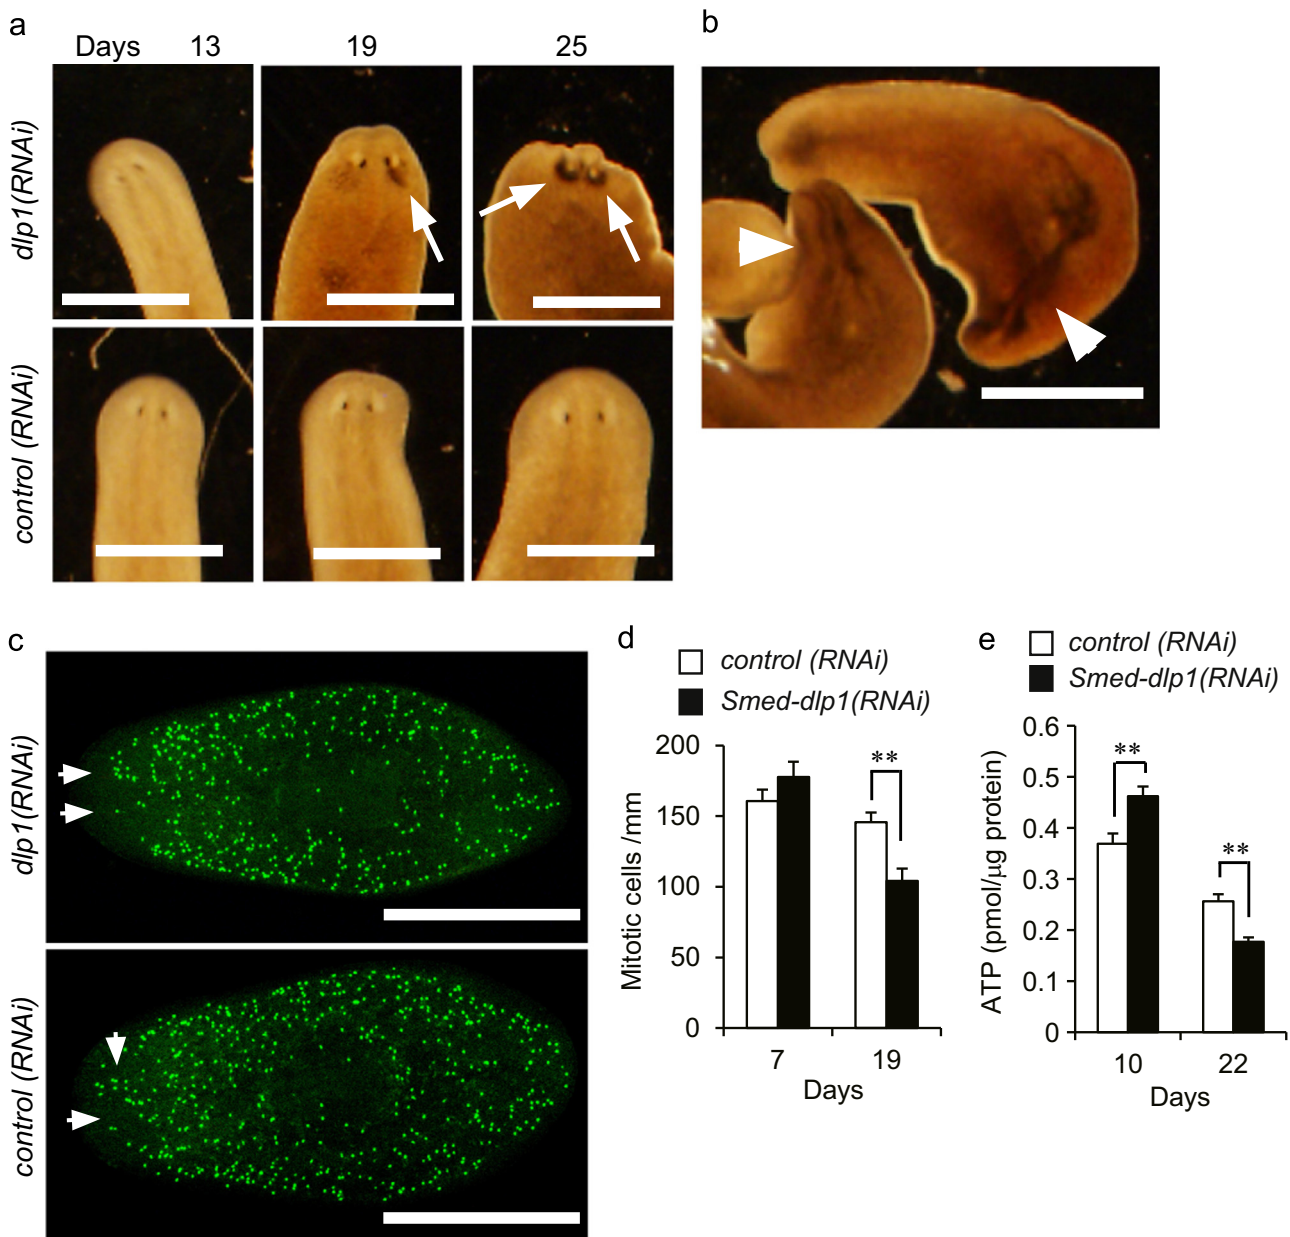 a
Days 13 19 25
dlp1(RNAi)
control (RNAi)
b
c
dlp1(RNAi)
control (RNAi)
d
control (RNAi)
Smed-dlp1(RNAi)
Mitotic cells /mm
200
150
100
50
0
**
7 19
Days
e
control (RNAi)
Smed-dlp1(RNAi)
ATP (pmol/μg protein)
0.6
0.5
0.4
0.3
0.2
0.1
0
**
**
10 22
Days